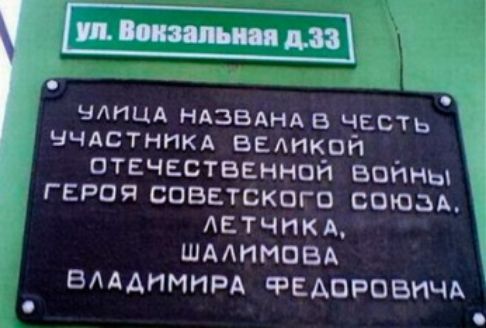 ул. Вокзальная д.33
УЛИЦА НАЗВАНА В ЧЕСТЬ
УЧАСТНИКА ВЕЛИКОЙ
ОТЕЧЕСТВЕННОЙ ВОЙНЫ
ГЕРОЯ СОВЕТСКОГО СОЮЗА,
ЛЕТЧИКА,
ШАЛИМОВА
ВЛАДИМИРА ФЕДОРОВИЧА